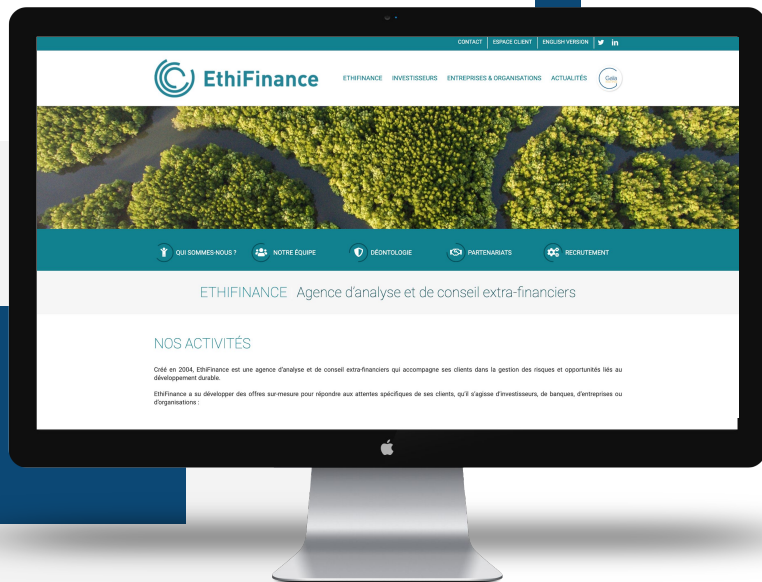 CONTACT ESPACE CLIENT ENGLISH VERSION
EthiFinance
ETHIFINANCE INVESTISSEURS ENTREPRISES & ORGANISATIONS ACTUALITÉS Gaïa
QUI SOMMES-NOUS ? NOTRE ÉQUIPE DÉONTOLOGIE PARTENARIATS RECRUTEMENT
ETHIFINANCE Agence d'analyse et de conseil extra-financiers
NOS ACTIVITÉS
Créé en 2004, EthiFinance est une agence d'analyse et de conseil extra-financiers qui accompagne ses clients dans la gestion des risques et opportunités liés au
développement durable.
EthiFinance a su développer des offres sur-mesure pour répondre aux attentes spécifiques de ses clients, qu'il s'agisse d'investisseurs, de banques, d'entreprises ou
d'organisations :